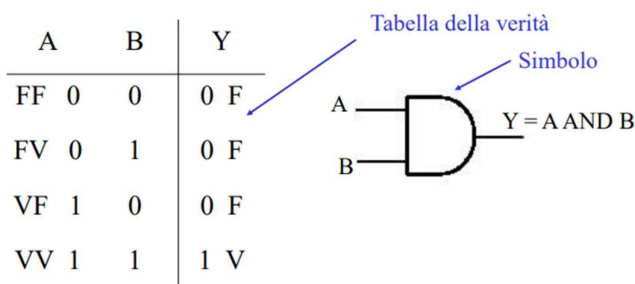 A B Y
FF 0 0 0 F
FV 0 1 0 F
VF 1 0 0 F
VV 1 1 1 V
Tabella della verità
Simbolo
A
B
Y = A AND B